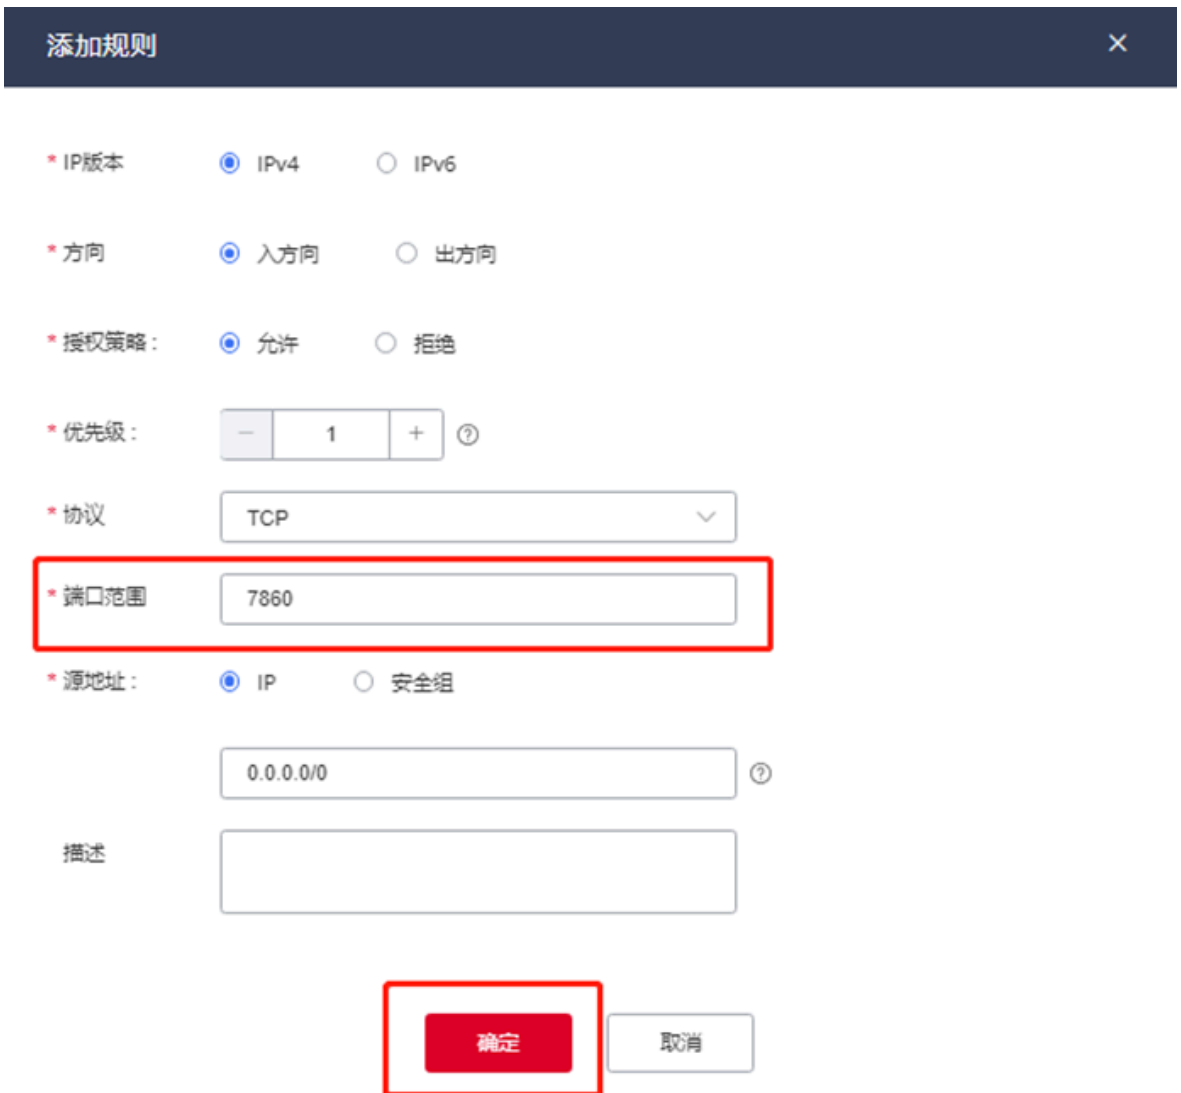 添加规则
* IP版本 IPv4 IPv6
* 方向 入方向 出方向
* 授权策略： 允许 拒绝
* 优先级： 1
* 协议 TCP
* 端口范围 7860
* 源地址： IP 安全组
0.0.0.0/0
描述
确定 取消